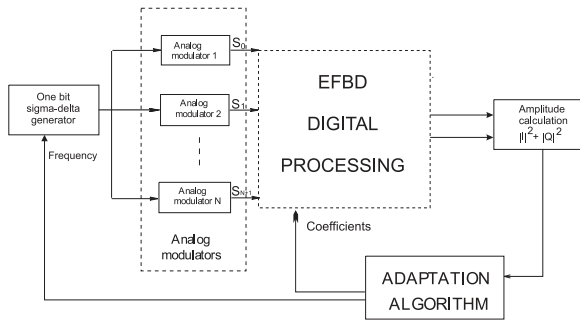 Analog
modulator 1
S0
One bit
sigma-delta
generator
Analog
modulator 2
S1
EFBD
DIGITAL
PROCESSING
Amplitude
calculation
|I|²+ |Q|²
Frequency
Analog
modulator N
SN-1
Analog
modulators
Coefficients
ADAPTATION
ALGORITHM